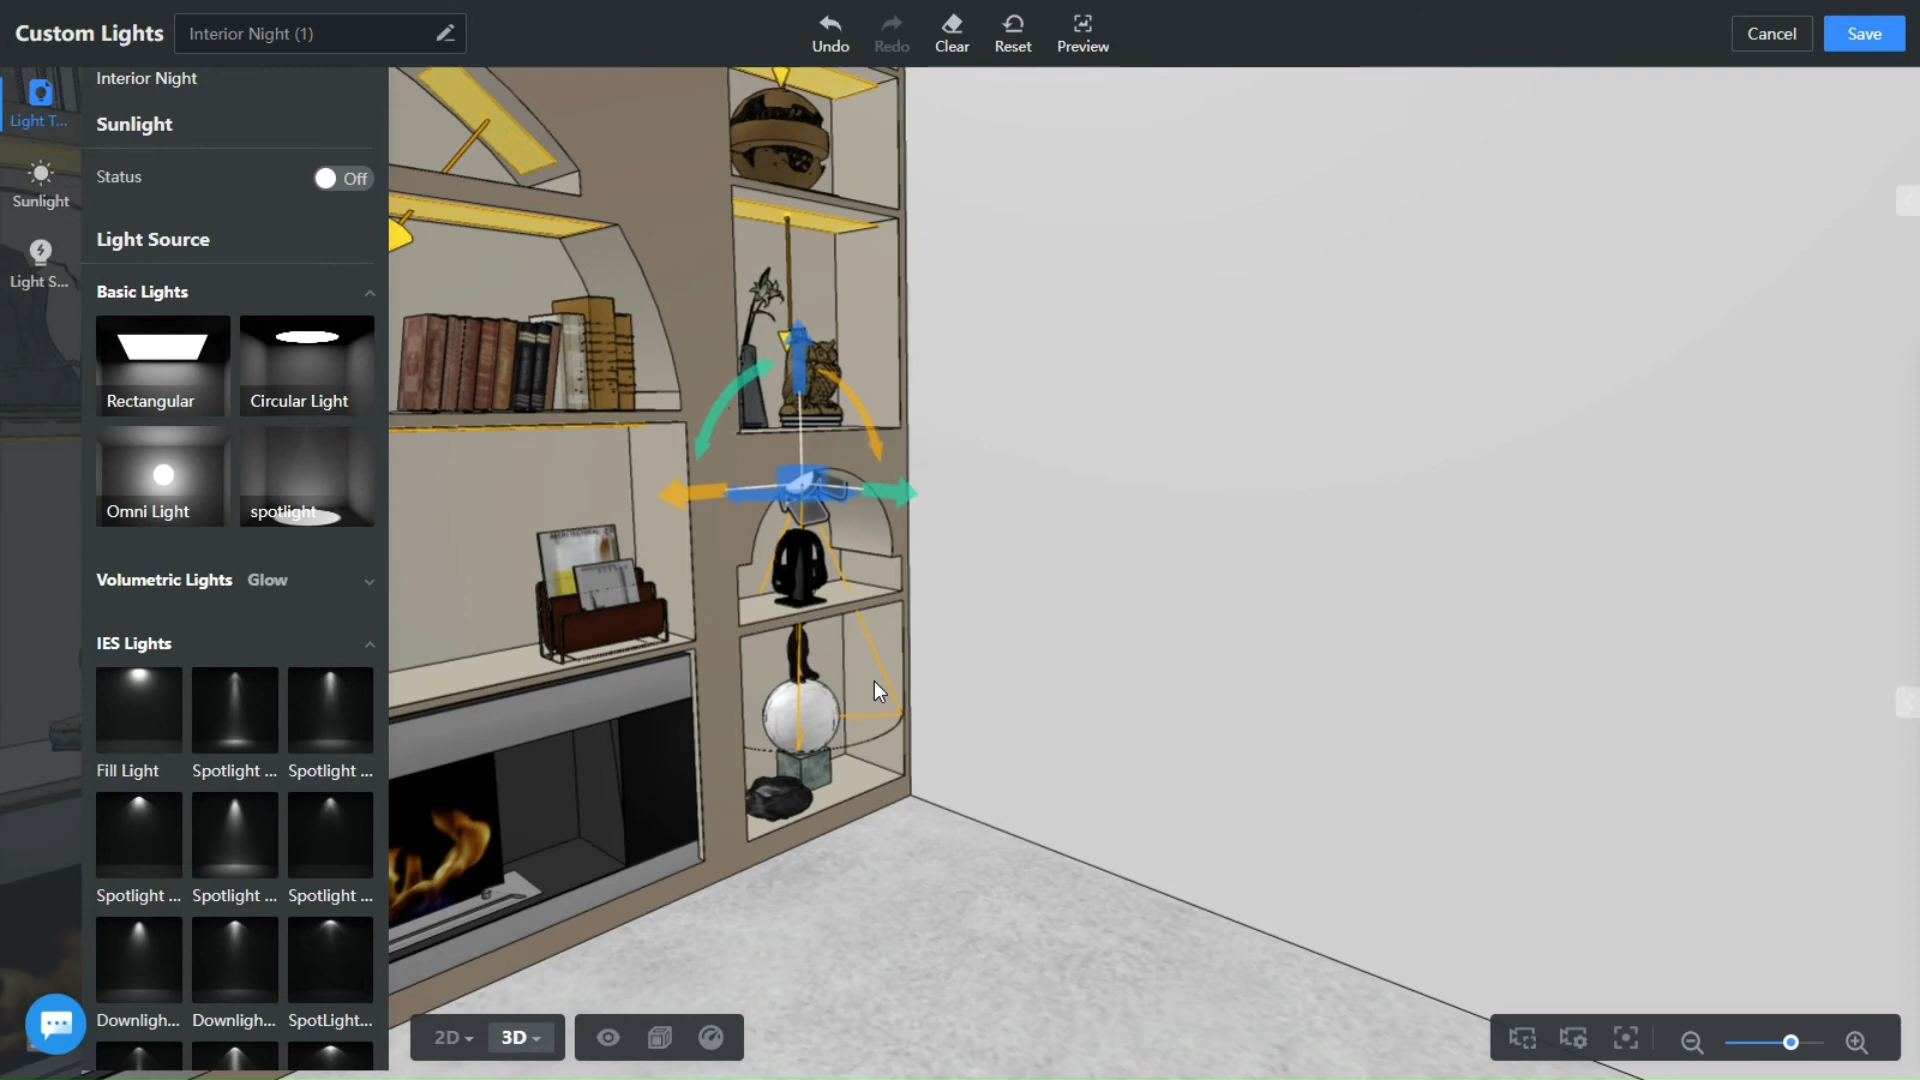 Custom Lights
Interior Night (1)
Undo
Redo
Clear
Reset
Preview
Cancel
Save
Light T...
Sunlight
Light S...
Interior Night
Sunlight
Status
Off
Light Source
Basic Lights
Rectangular
Circular Light
Omni Light
spotlight
Volumetric Lights Glow
IES Lights
Fill Light
Spotlight ...
Spotlight ...
Spotlight ...
Spotlight ...
Spotlight ...
Downligh...
Downligh...
SpotLight...
2D
3D